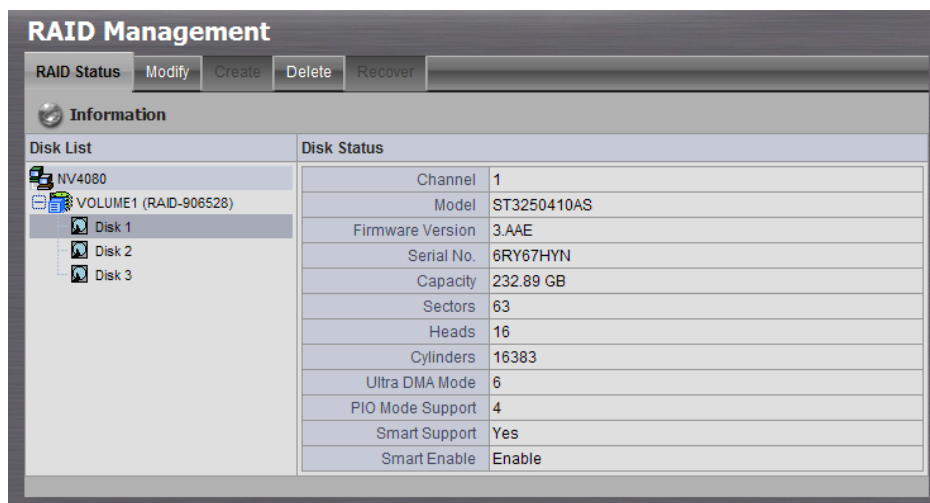 RAID Management
RAID Status Modify Create Delete Recover
Information
Disk List Disk Status
NV4080
VOLUME1 (RAID-906528)
Disk 1
Disk 2
Disk 3
Channel 1
Model ST3250410AS
Firmware Version 3.AAE
Serial No. 6RY67HYN
Capacity 232.89 GB
Sectors 63
Heads 16
Cylinders 16383
Ultra DMA Mode 6
PIO Mode Support 4
Smart Support Yes
Smart Enable Enable